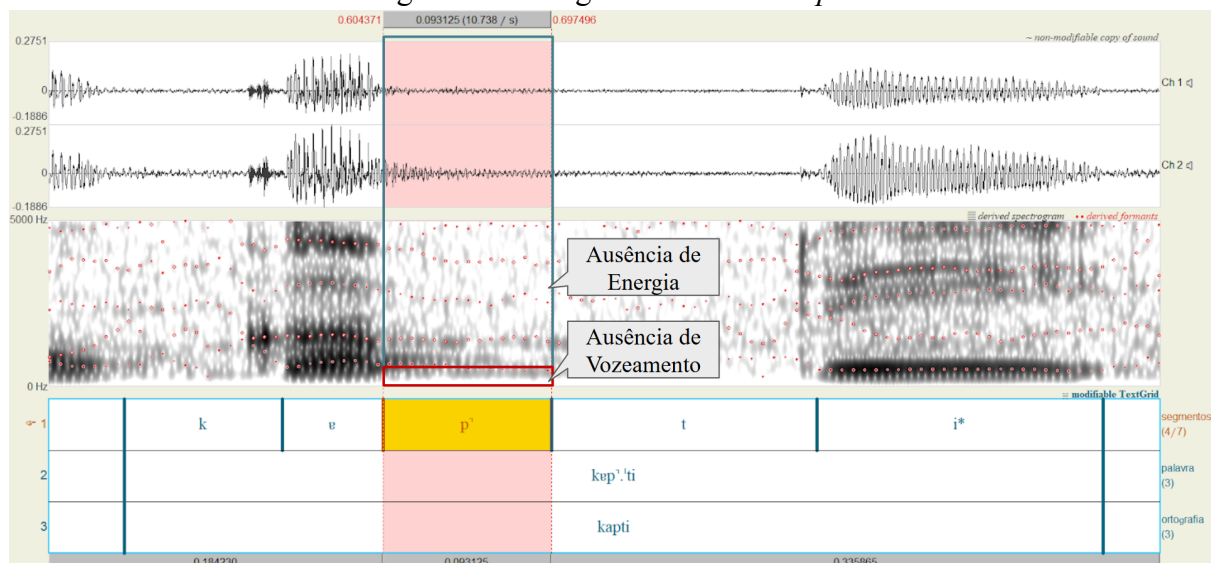 0.604371 0.093125 (10.738 / s) 0.697496
0.2751 ~ non-modifiable copy of sound
0 Ch 1
-0.1886
0.2751
0 Ch 2
-0.1886
5000 Hz derived spectrogram derived formants
Ausência de
Energia
Ausência de
Vozeamento
0 Hz
modifiable TextGrid
1 k ɐ p̚ t i* segmentos
(4/7)
2 kɐp̚.ˈti palavra
(3)
3 kapti ortografia
(3)
0.184230 0.093125 0.335865